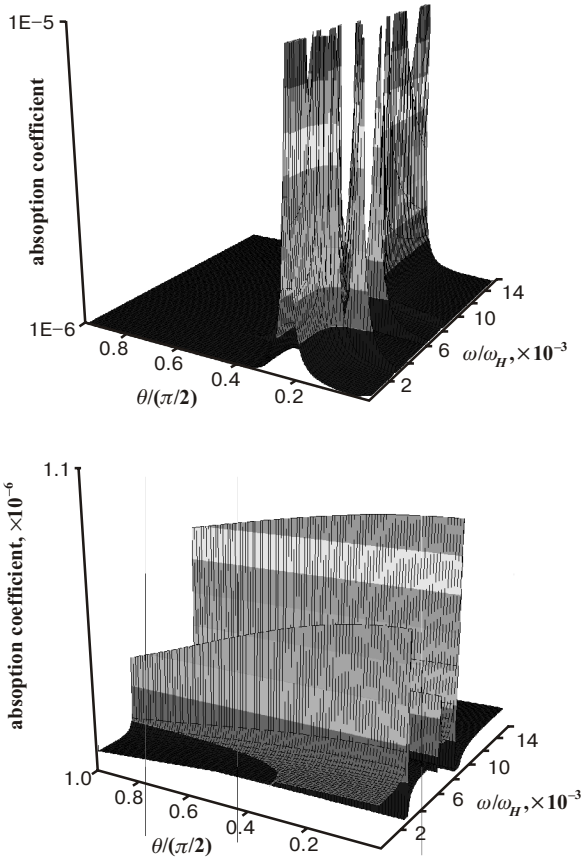 1E−5
absoption coefficient
1E−6
0.8
0.6
0.4
0.2
θ/(π/2)
2
6
10
14
ω/ω_H, ×10⁻³
1.1
absoption coefficient, ×10⁻⁶
1.0
0.8
0.6
0.4
0.2
θ/(π/2)
2
6
10
14
ω/ω_H, ×10⁻³